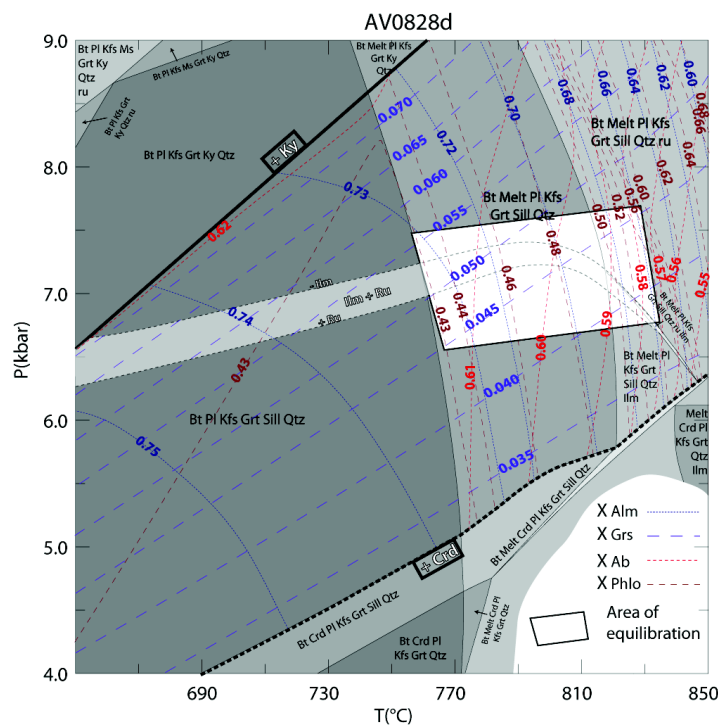 AV0828d
9.0
8.0
7.0
6.0
5.0
4.0
P(kbar)
690
730
770
810
850
T(°C)
Bt Pl Kfs Ms
Grt Ky
Qtz
ru
Bt Pl Kfs Ms Grt Ky Qtz
Bt Pl Kfs Grt
Ky Qtz ru
Bt Pl Kfs Grt Ky Qtz
Bt Melt Pl Kfs
Grt Ky
Qtz
+ Ky
Bt Melt Pl Kfs
Grt Sill Qtz ru
Bt Melt Pl Kfs
Grt Sill Qtz
-Ilm
Ilm + Ru
+ Ru
Bt Pl Kfs Grt Sill Qtz
Bt Melt Pl Kfs
Grt Sill Qtz ru Ilm
Bt Melt Pl
Kfs Grt
Sill Qtz
Ilm
Melt
Crd Pl
Kfs Grt
Qtz
Ilm
+ Crd
Bt Melt Crd Pl Kfs Grt Sill Qtz
Bt Crd Pl Kfs Grt Sill Qtz
Bt Crd Pl
Kfs Grt Qtz
Bt Melt Crd Pl
Kfs Grt Qtz
0.070
0.065
0.060
0.055
0.050
0.045
0.040
0.035
0.75
0.74
0.73
0.72
0.70
0.68
0.66
0.64
0.62
0.60
0.62
0.61
0.60
0.59
0.58
0.57
0.56
0.55
0.43
0.43
0.44
0.46
0.48
0.50
0.52
0.56
0.60
0.62
0.64
0.66
0.68
X Alm
X Grs
X Ab
X Phlo
Area of
equilibration